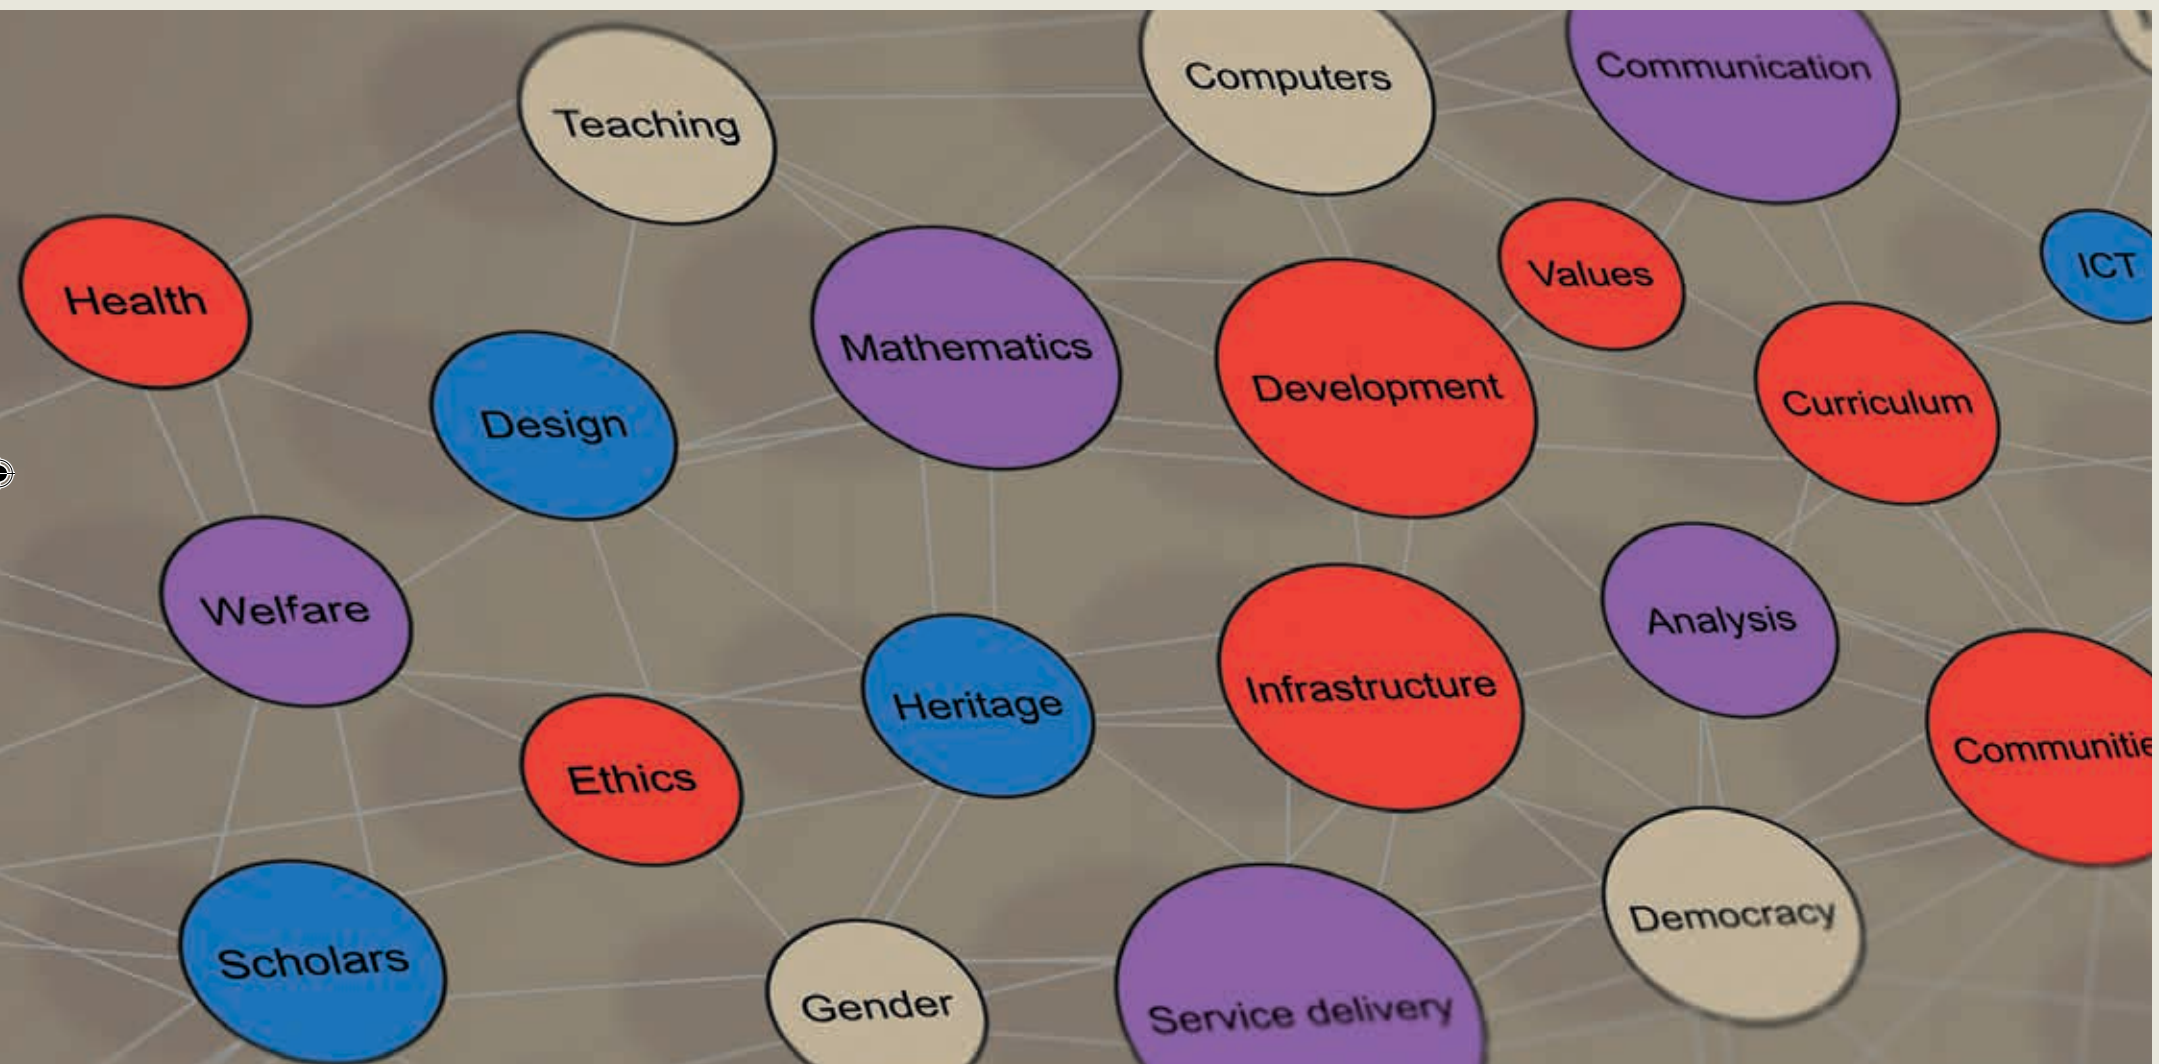 Computers
Communication
Teaching
Values
ICT
Health
Mathematics
Development
Curriculum
Design
Welfare
Analysis
Infrastructure
Heritage
Communitie
Ethics
Democracy
Scholars
Gender
Service delivery